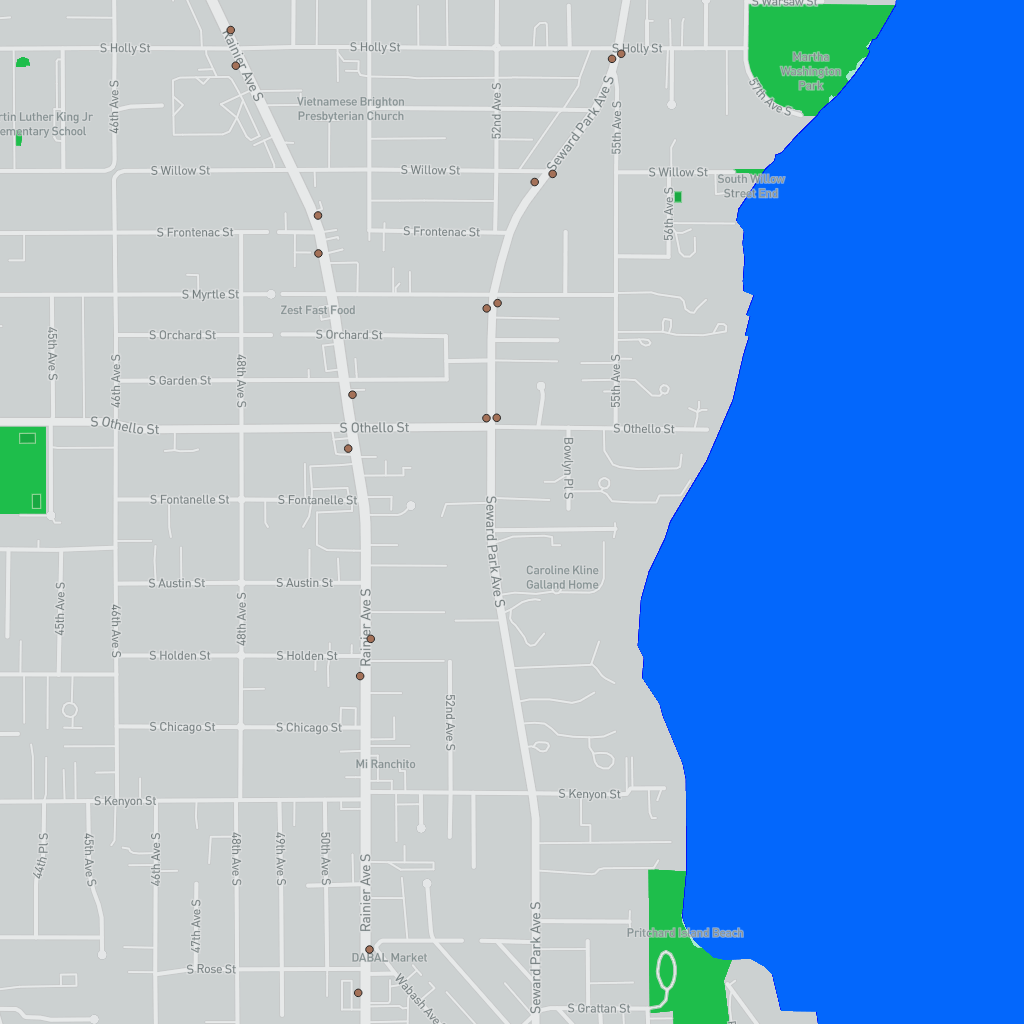 S Warsaw St
S Holly St
S Holly St
S Holly St
Rainier Ave S
Martha
Washington
Park
57th Ave S
Vietnamese Brighton
Presbyterian Church
rtin Luther King Jr
ementary School
46th Ave S
52nd Ave S
Seward Park Ave S
55th Ave S
S Willow St
S Willow St
S Willow St
South Willow
Street End
56th Ave S
S Frontenac St
S Frontenac St
S Myrtle St
Zest Fast Food
S Orchard St
S Orchard St
45th Ave S
46th Ave S
48th Ave S
55th Ave S
S Garden St
S Othello St
S Othello St
S Othello St
Bowlyn Pl S
S Fontanelle St
S Fontanelle St
Seward Park Ave S
Caroline Kline
Galland Home
S Austin St
S Austin St
45th Ave S
46th Ave S
48th Ave S
Rainier Ave S
S Holden St
S Holden St
52nd Ave S
S Chicago St
S Chicago St
Mi Ranchito
S Kenyon St
S Kenyon St
44th Pl S
45th Ave S
46th Ave S
48th Ave S
49th Ave S
50th Ave S
Rainier Ave S
47th Ave S
Seward Park Ave S
Pritchard Island Beach
DABAL Market
S Rose St
Wabash Ave
S Grattan St